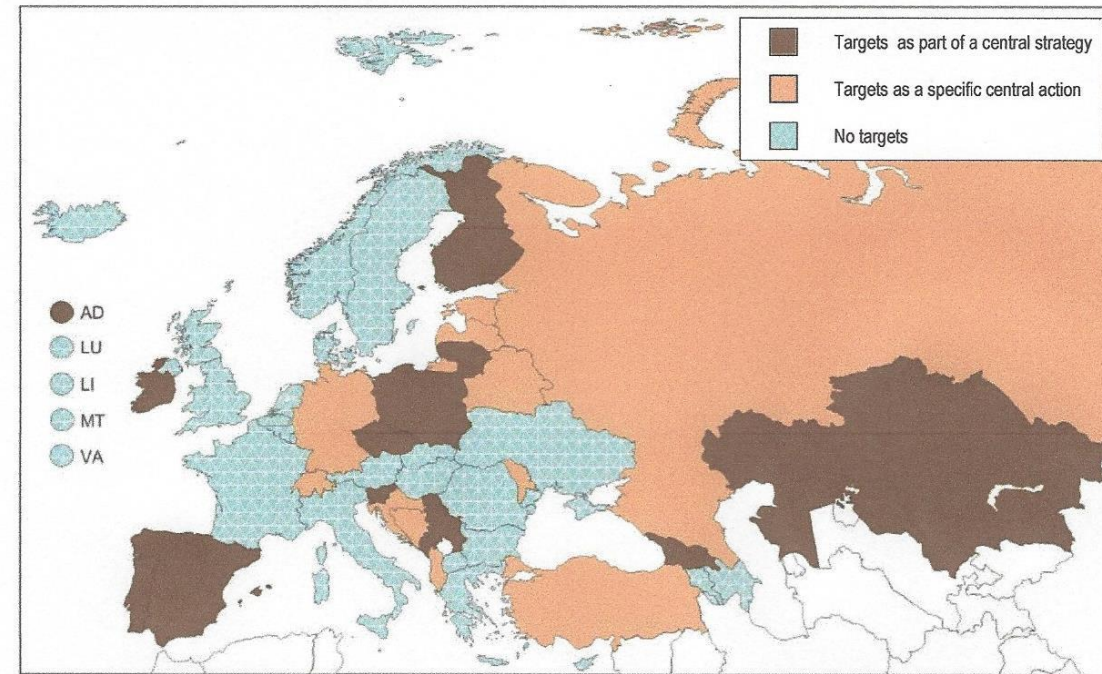 Targets as part of a central strategy
Targets as a specific central action
No targets
AD
LU
LI
MT
VA